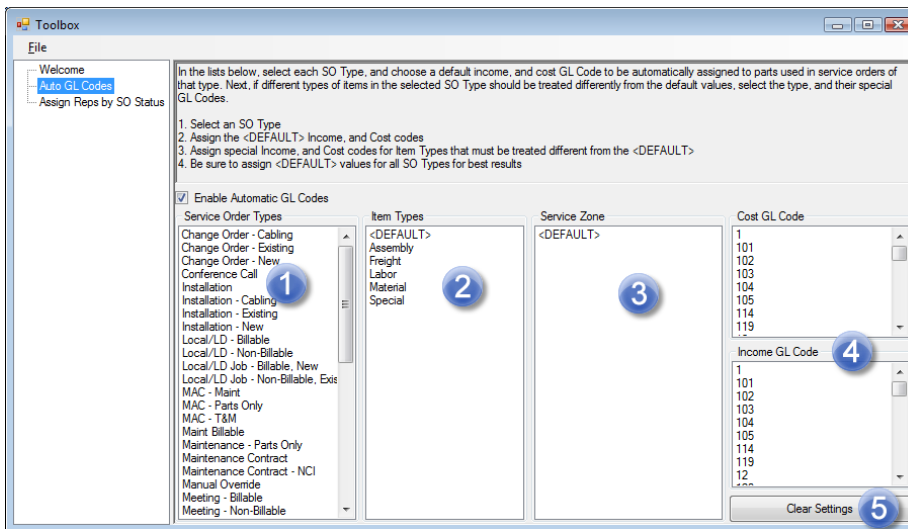 Toolbox
File
Welcome
Auto GL Codes
Assign Reps by SO Status
In the lists below, select each SO Type, and choose a default income, and cost GL Code to be automatically assigned to parts used in service orders of
that type. Next, if different types of items in the selected SO Type should be treated differently from the default values, select the type, and their special
GL Codes.
1. Select an SO Type
2. Assign the <DEFAULT> Income, and Cost codes
3. Assign special Income, and Cost codes for Item Types that must be treated different from the <DEFAULT>
4. Be sure to assign <DEFAULT> values for all SO Types for best results
Enable Automatic GL Codes
Service Order Types
Change Order - Cabling
Change Order - Existing
Change Order - New
Conference Call
Installation
Installation - Cabling
Installation - Existing
Installation - New
Local/LD - Billable
Local/LD - Non-Billable
Local/LD Job - Billable, New
Local/LD Job - Non-Billable, Exis
MAC - Maint
MAC - Parts Only
MAC - T&M
Maint Billable
Maintenance - Parts Only
Maintenance Contract
Maintenance Contract - NCI
Manual Override
Meeting - Billable
Meeting - Non-Billable
1
Item Types
<DEFAULT>
Assembly
Freight
Labor
Material
Special
2
Service Zone
<DEFAULT>
3
Cost GL Code
1
101
102
103
104
105
114
119
4
Income GL Code
1
101
102
103
104
105
114
119
12
Clear Settings
5